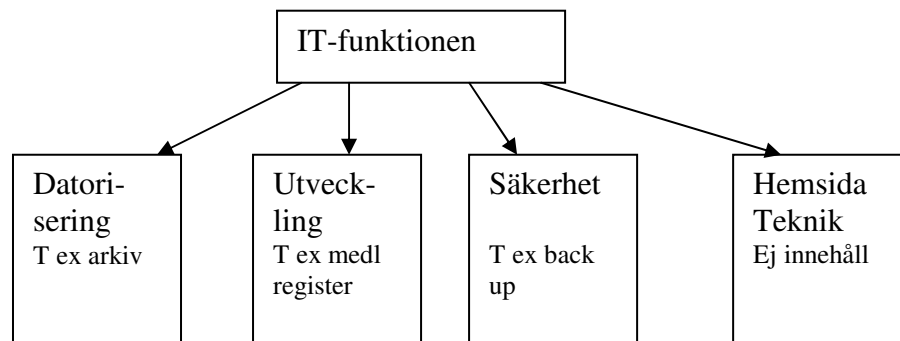 IT-funktionen
Datori-
sering
T ex arkiv
Utveck-
ling
T ex medl
register
Säkerhet
T ex back
up
Hemsida
Teknik
Ej innehåll